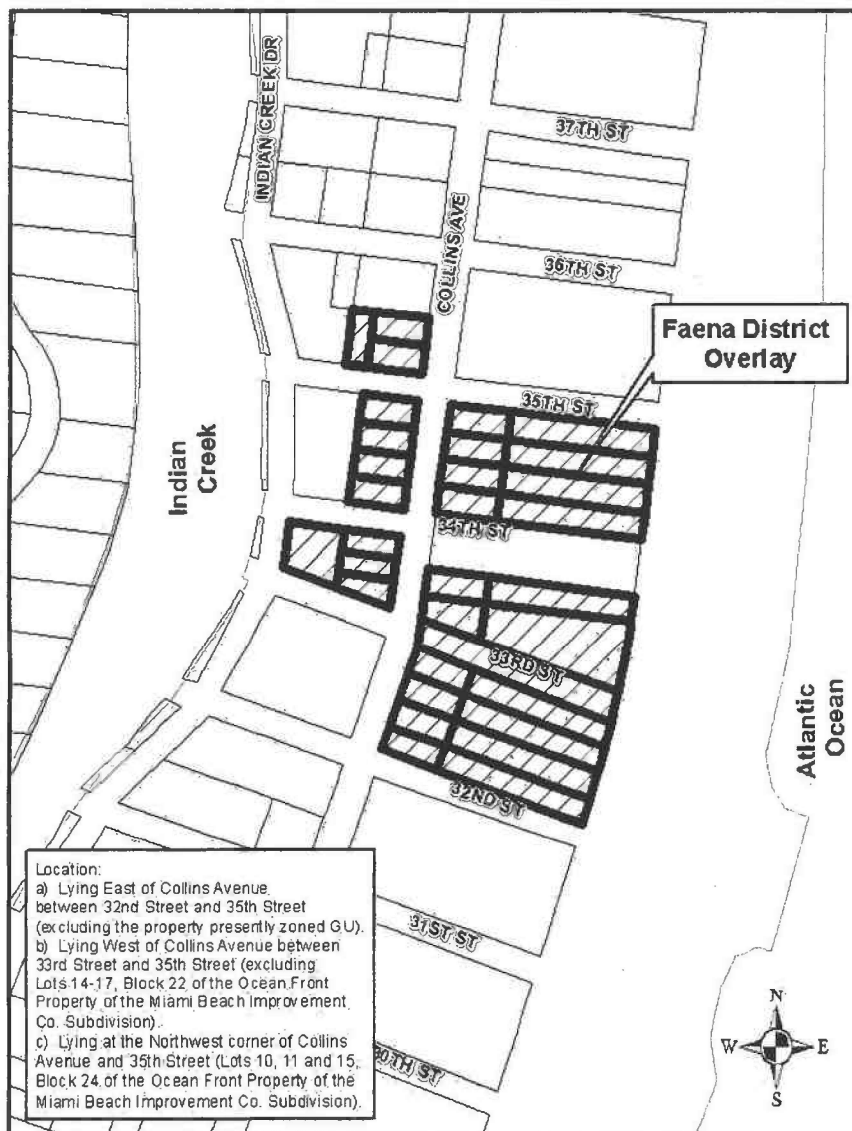 INDIAN CREEK DR
37TH ST
COLLINS AVE
36TH ST
Faena District
Overlay
35TH ST
Indian
Creek
34TH ST
33RD ST
Atlantic
Ocean
32ND ST
Location:
a) Lying East of Collins Avenue
between 32nd Street and 35th Street
(excluding the property presently zoned GU).
b) Lying West of Collins Avenue between
33rd Street and 35th Street (excluding
Lots 14-17, Block 22 of the Ocean Front
Property of the Miami Beach Improvement
Co. Subdivision).
c) Lying at the Northwest corner of Collins
Avenue and 35th Street (Lots 10, 11 and 15,
Block 24 of the Ocean Front Property of the
Miami Beach Improvement Co. Subdivision).
31ST ST
30TH ST
N
W E
S